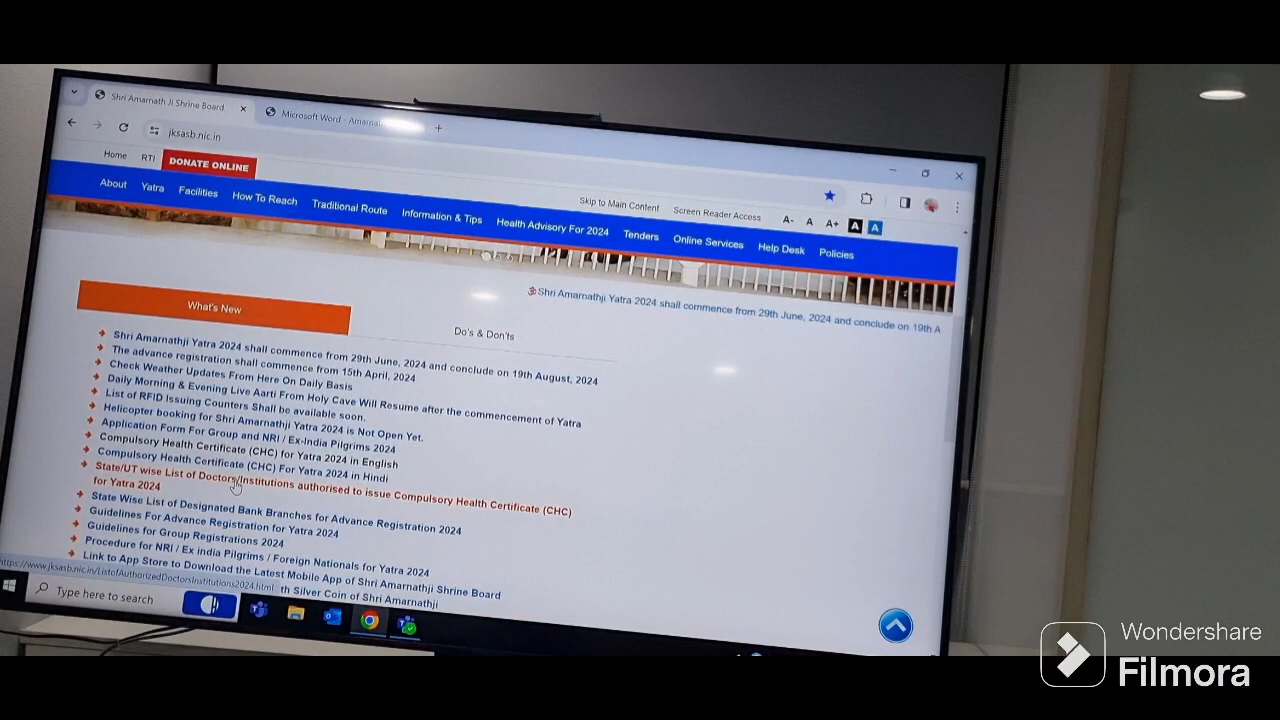 Shri Amarnath Ji Shrine Board
Microsoft Word - Amarna
jksasb.nic.in
Home RTI DONATE ONLINE
Skip to Main Content Screen Reader Access A- A A+ A A
About Yatra Facilities How To Reach Traditional Route Information & Tips Health Advisory For 2024 Tenders Online Services Help Desk Policies
ॐ Shri Amarnathji Yatra 2024 shall commence from 29th June, 2024 and conclude on 19th A
What's New
Do's & Don'ts
Shri Amarnathji Yatra 2024 shall commence from 29th June, 2024 and conclude on 19th August, 2024
The advance registration shall commence from 15th April, 2024
Check Weather Updates From Here On Daily Basis
Daily Morning & Evening Live Aarti From Holy Cave Will Resume after the commencement of Yatra
List of RFID Issuing Counters Shall be available soon.
Helicopter booking for Shri Amarnathji Yatra 2024 is Not Open Yet.
Application Form For Group and NRI / Ex-India Pilgrims 2024
Compulsory Health Certificate (CHC) for Yatra 2024 in English
Compulsory Health Certificate (CHC) For Yatra 2024 in Hindi
State/UT wise List of Doctors/Institutions authorised to issue Compulsory Health Certificate (CHC)
for Yatra 2024
State Wise List of Designated Bank Branches for Advance Registration 2024
Guidelines For Advance Registration for Yatra 2024
Guidelines for Group Registrations 2024
Procedure for NRI / Ex india Pilgrims / Foreign Nationals for Yatra 2024
Link to App Store to Download the Latest Mobile App of Shri Amarnathji Shrine Board
https://www.jksasb.nic.in/ListofAuthorizedDoctorsInstitutions2024.html th Silver Coin of Shri Amarnathji
Type here to search
Wondershare
Filmora